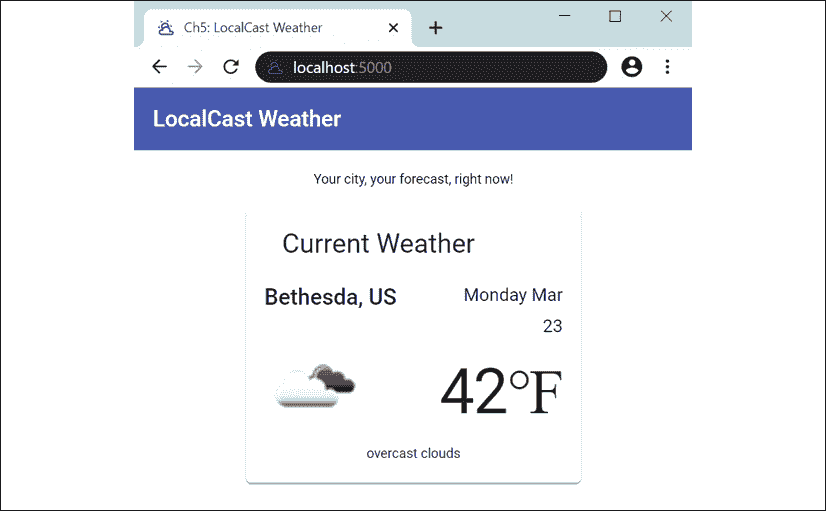 Ch5: LocalCast Weather
localhost:5000
LocalCast Weather
Your city, your forecast, right now!
Current Weather
Bethesda, US
Monday Mar
23
42°F
overcast clouds